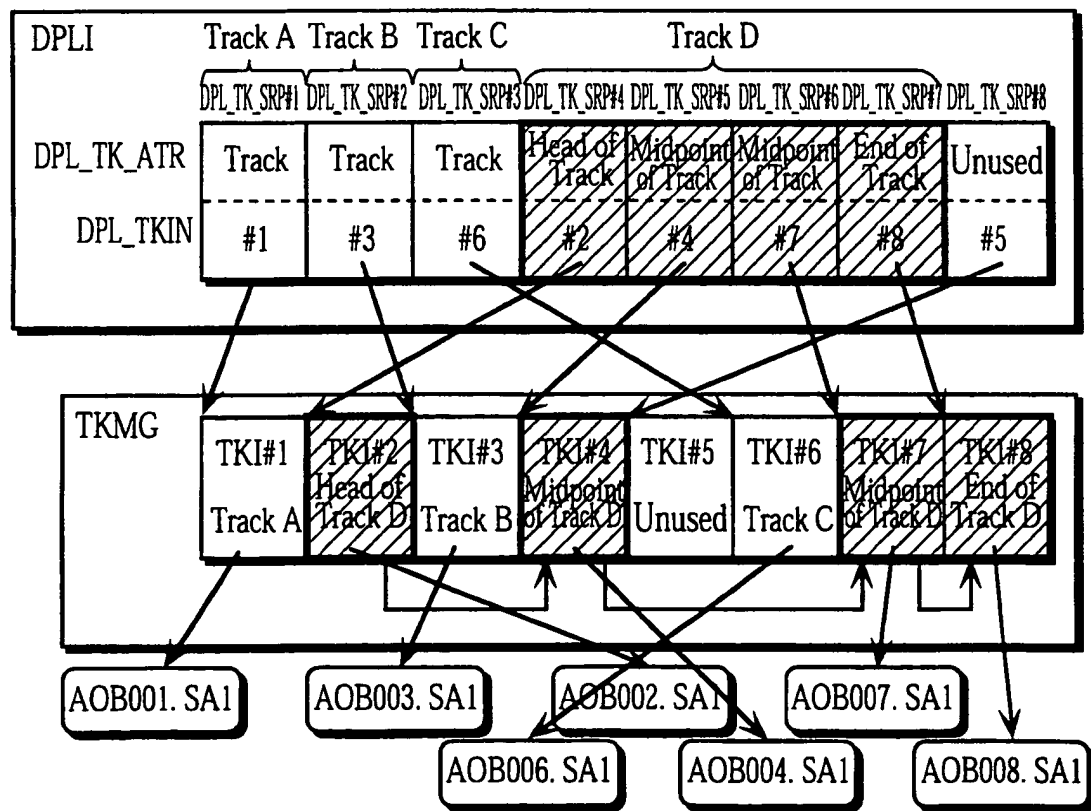 DPLI
Track A Track B Track C Track D
DPL_TK_SRP#1 DPL_TK_SRP#2 DPL_TK_SRP#3 DPL_TK_SRP#4 DPL_TK_SRP#5 DPL_TK_SRP#6 DPL_TK_SRP#7 DPL_TK_SRP#8
DPL_TK_ATR
Track
Track
Track
Head of
Track
Midpoint
of Track
Midpoint
of Track
End of
Track
Unused
DPL_TKIN
#1 #3 #6 #2 #4 #7 #8 #5
TKMG
TKI#1
Track A
TKI#2
Head of
Track D
TKI#3
Track B
TKI#4
Midpoint
of Track D
TKI#5
Unused
TKI#6
Track C
TKI#7
Midpoint
of Track D
TKI#8
End of
Track D
AOB001. SA1 AOB003. SA1 AOB002. SA1 AOB007. SA1
AOB006. SA1 AOB004. SA1 AOB008. SA1